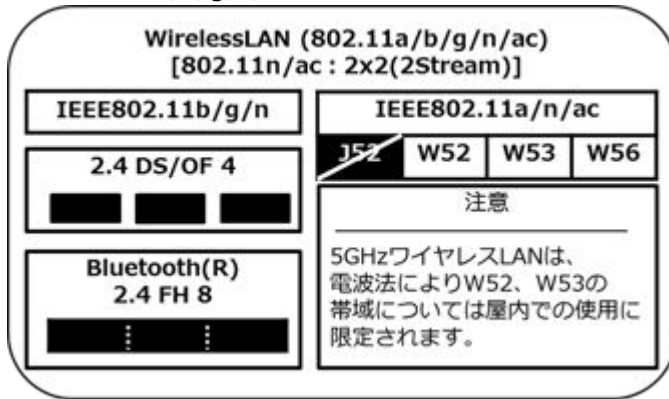 WirelessLAN (802.11a/b/g/n/ac)
[802.11n/ac : 2x2(2Stream)]
IEEE802.11b/g/n
2.4 DS/OF 4
Bluetooth(R)
2.4 FH 8
IEEE802.11a/n/ac
J52 W52 W53 W56
注意
5GHzワイヤレスLANは、
電波法によりW52、W53の
帯域については屋内での使用に
限定されます。